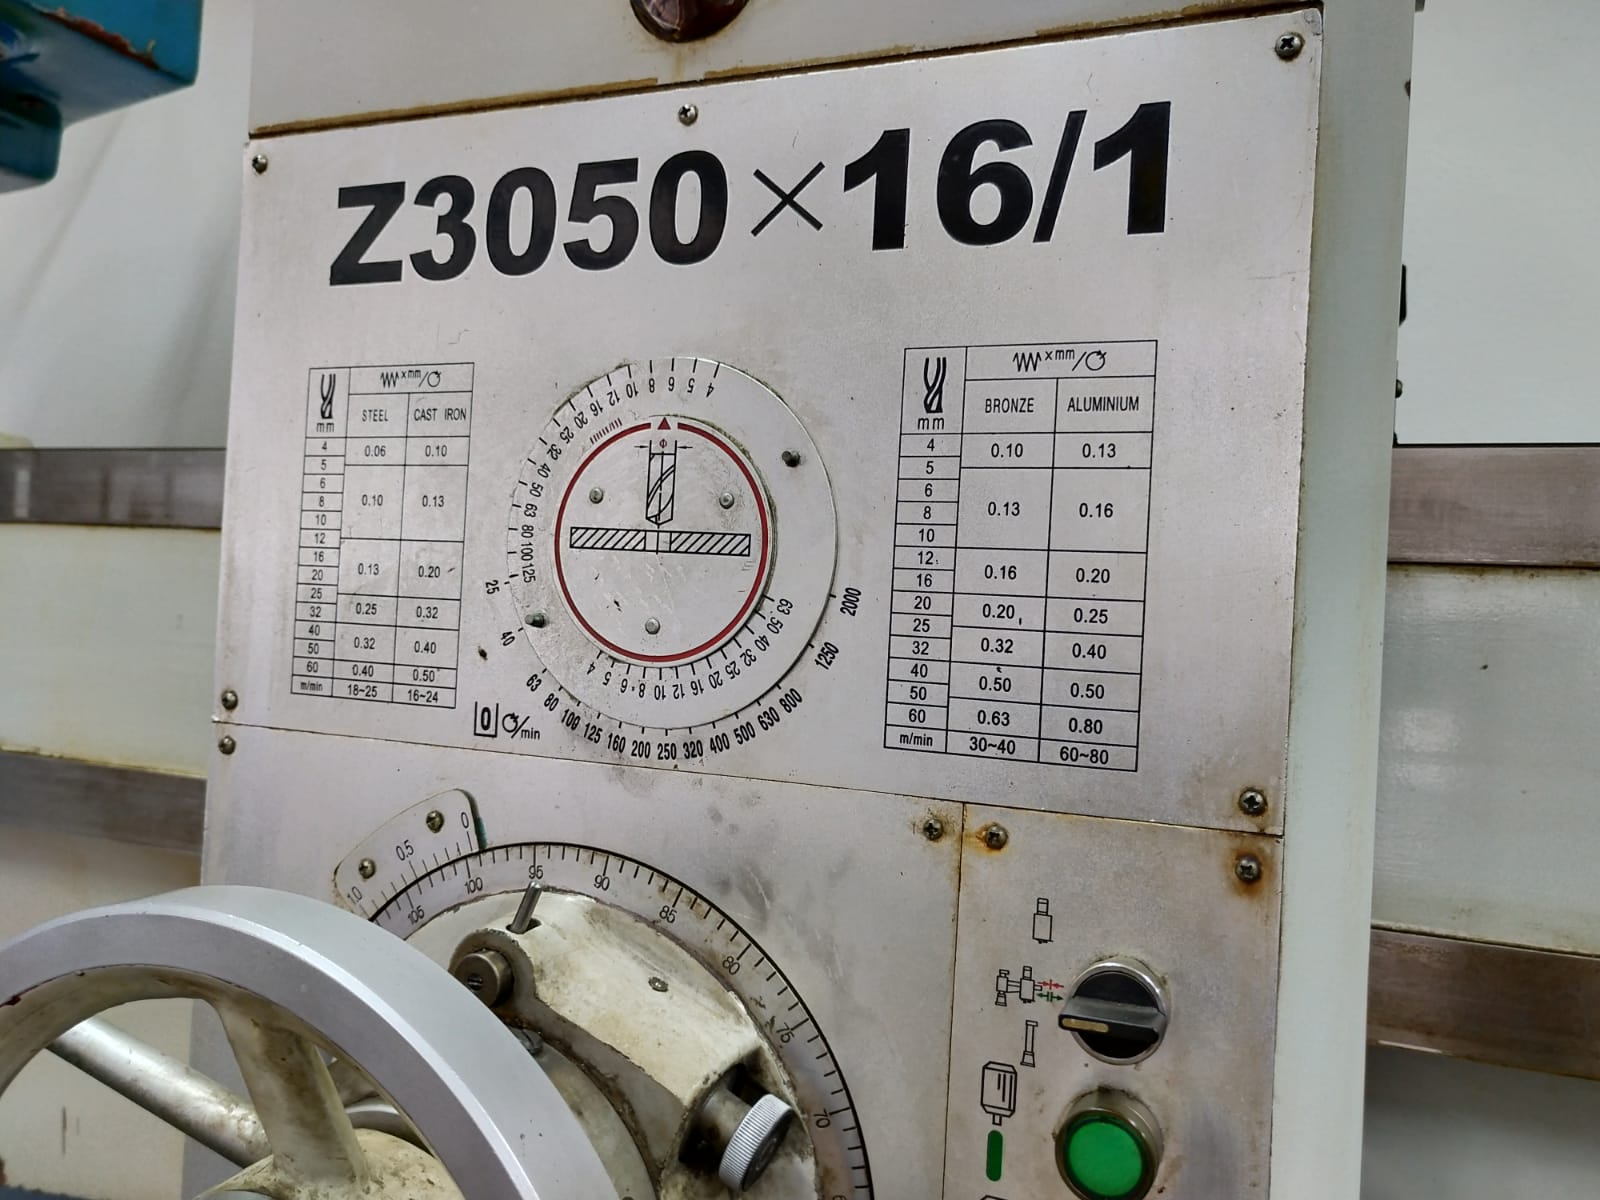 Z3050×16/1
mm
xmm/
STEEL CAST IRON
4 0.06 0.10
5
6
8 0.10 0.13
10
12
16 0.13 0.20
20
25
32 0.25 0.32
40
50 0.32 0.40
60 0.40 0.50
m/min 18~25 16~24
4 5 6 8 10 12 16 20 25 32 40 50 63 80 100 125
Φ
4 5 6 8 10 12 16 20 25 32 40 50 63
25 40 63 80 100 125 160 200 250 320 400 500 630 800 1250 2000
0 /min
mm
xmm/
BRONZE ALUMINIUM
4 0.10 0.13
5
6
8 0.13 0.16
10
12
16 0.16 0.20
20 0.20 0.25
25
32 0.32 0.40
40
50 0.50 0.50
60 0.63 0.80
m/min 30~40 60~80
1.0 0.5 0
105 100 95 90 85 80 75 70